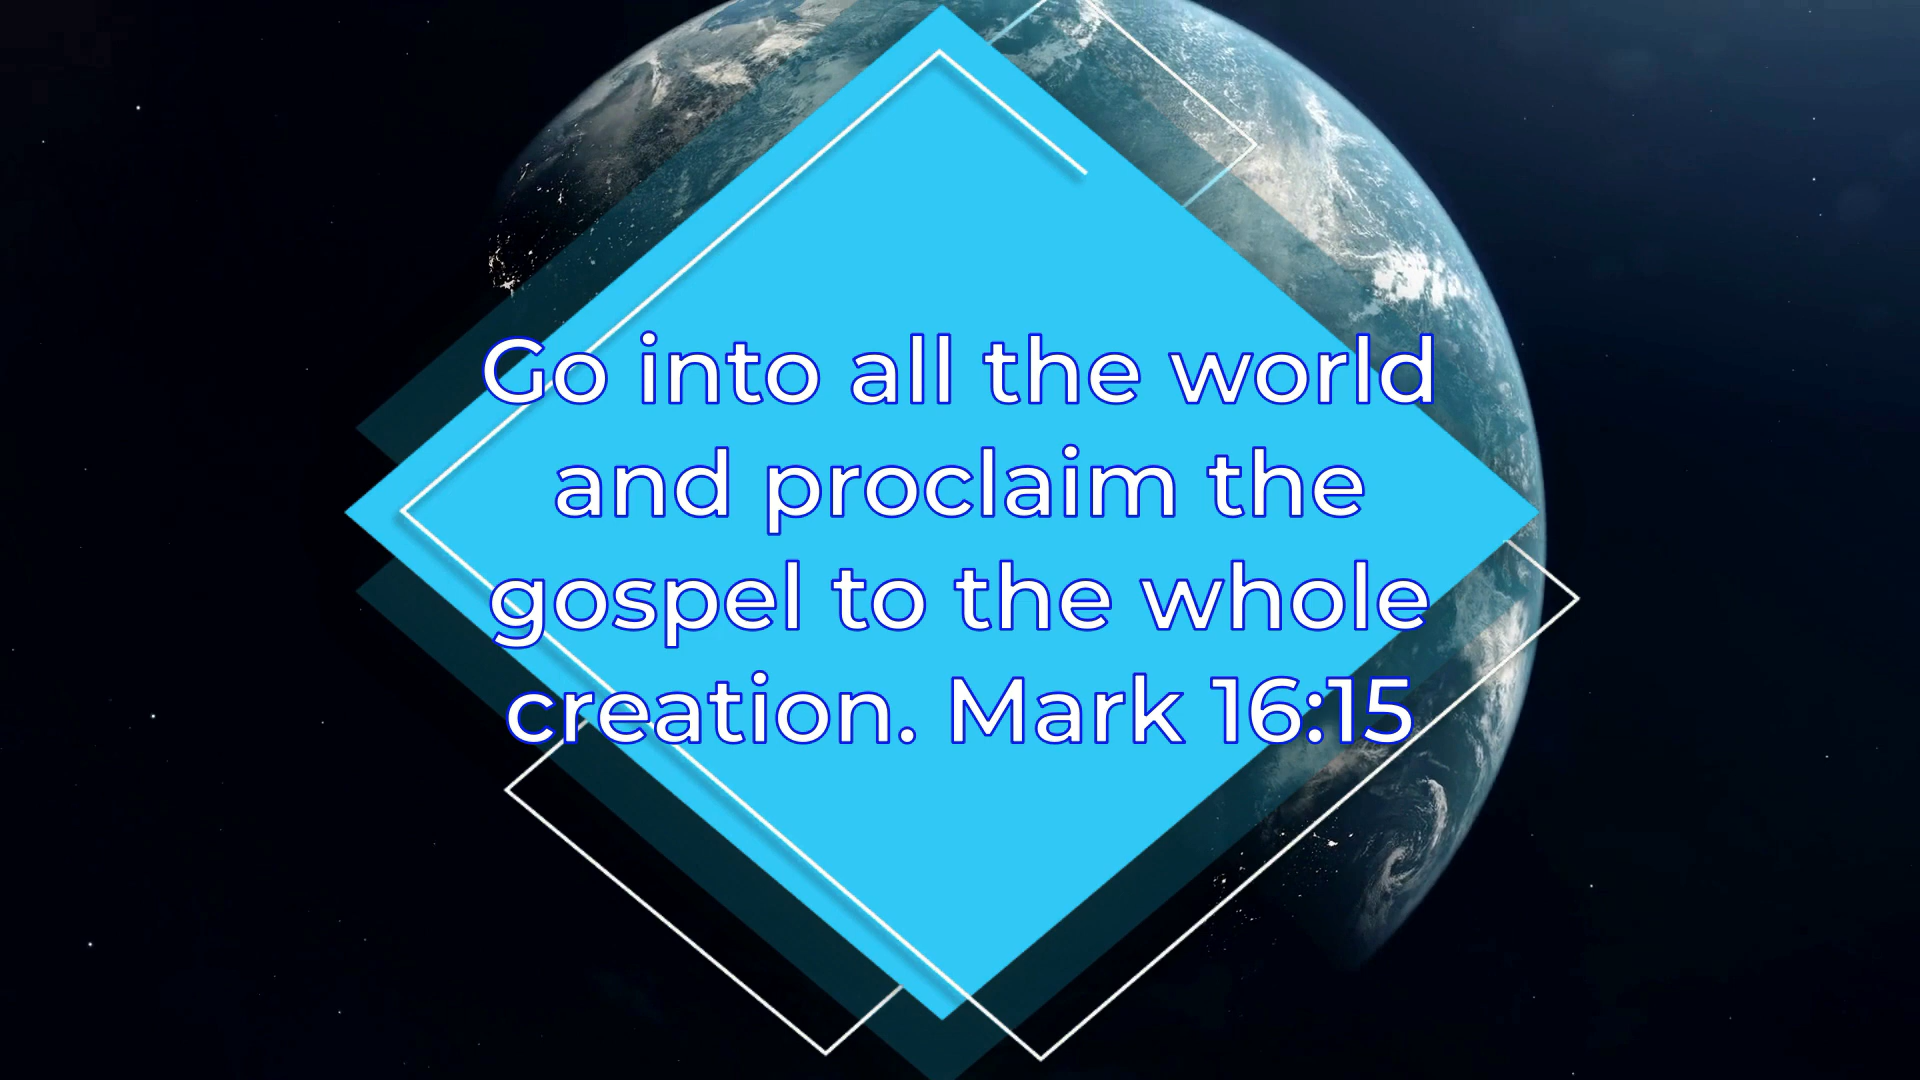 Go into all the world
and proclaim the
gospel to the whole
creation. Mark 16:15